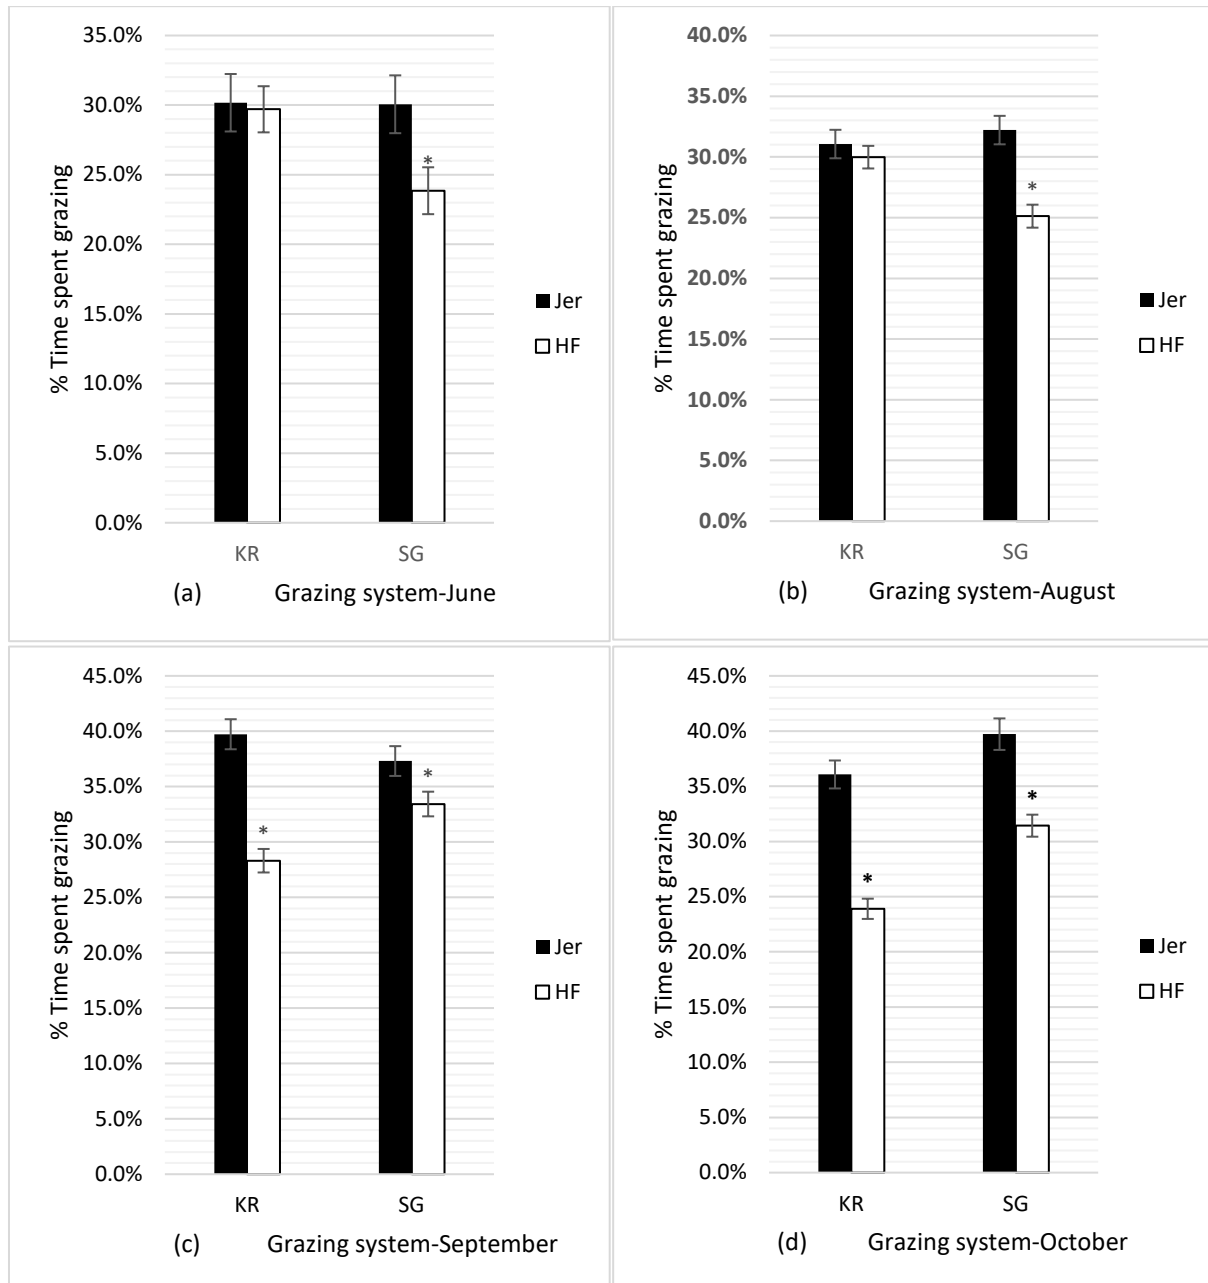 35.0%
30.0%
25.0%
20.0%
15.0%
10.0%
5.0%
0.0%
% Time spent grazing
*
Jer
HF
KR SG
(a) Grazing system-June
40.0%
35.0%
30.0%
25.0%
20.0%
15.0%
10.0%
5.0%
0.0%
% Time spent grazing
*
Jer
HF
KR SG
(b) Grazing system-August
45.0%
40.0%
35.0%
30.0%
25.0%
20.0%
15.0%
10.0%
5.0%
0.0%
% Time spent grazing
*
*
Jer
HF
KR SG
(c) Grazing system-September
45.0%
40.0%
35.0%
30.0%
25.0%
20.0%
15.0%
10.0%
5.0%
0.0%
% Time spent grazing
*
*
Jer
HF
KR SG
(d) Grazing system-October